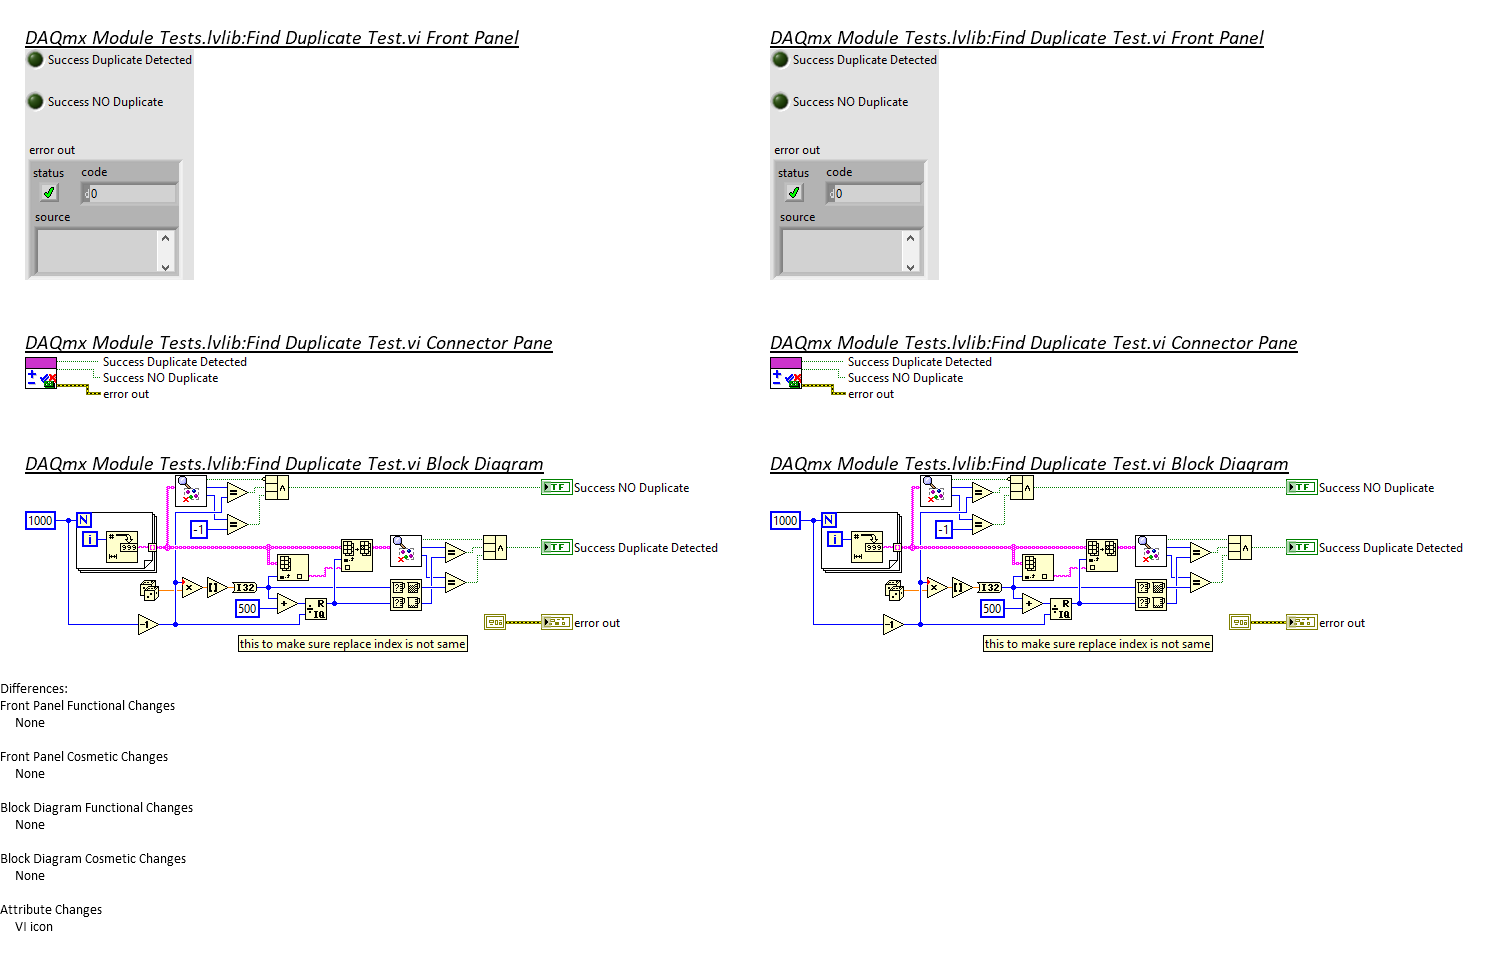 DAQmx Module Tests.lvlib:Find Duplicate Test.vi Front Panel
Success Duplicate Detected
Success NO Duplicate
error out
status code
0
source
DAQmx Module Tests.lvlib:Find Duplicate Test.vi Connector Pane
Success Duplicate Detected
Success NO Duplicate
error out
DAQmx Module Tests.lvlib:Find Duplicate Test.vi Block Diagram
TF Success NO Duplicate
1000
N
-1
i
999
TF Success Duplicate Detected
I32
500
R
IQ
-1
error out
this to make sure replace index is not same
DAQmx Module Tests.lvlib:Find Duplicate Test.vi Front Panel
Success Duplicate Detected
Success NO Duplicate
error out
status code
0
source
DAQmx Module Tests.lvlib:Find Duplicate Test.vi Connector Pane
Success Duplicate Detected
Success NO Duplicate
error out
DAQmx Module Tests.lvlib:Find Duplicate Test.vi Block Diagram
TF Success NO Duplicate
1000
N
-1
i
999
TF Success Duplicate Detected
I32
500
R
IQ
-1
error out
this to make sure replace index is not same
Differences:
Front Panel Functional Changes
None
Front Panel Cosmetic Changes
None
Block Diagram Functional Changes
None
Block Diagram Cosmetic Changes
None
Attribute Changes
VI icon